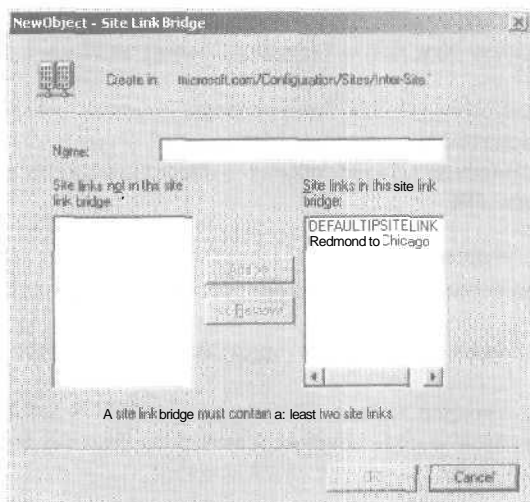 NewObject - Site Link Bridge
Create in: microsoft.com/Configuration/Sites/Inter-Site
Name:
Site links not in this site link bridge
Site links in this site link bridge:
DEFAULTIPSITELINK
Redmond to Chicago
Add >>
<< Remove
A site link bridge must contain a: least two site links
OK
Cancel